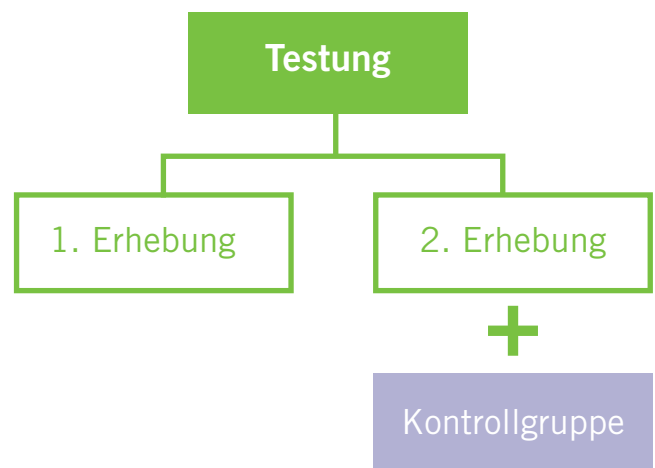 Testung
1. Erhebung
2. Erhebung
+
Kontrollgruppe